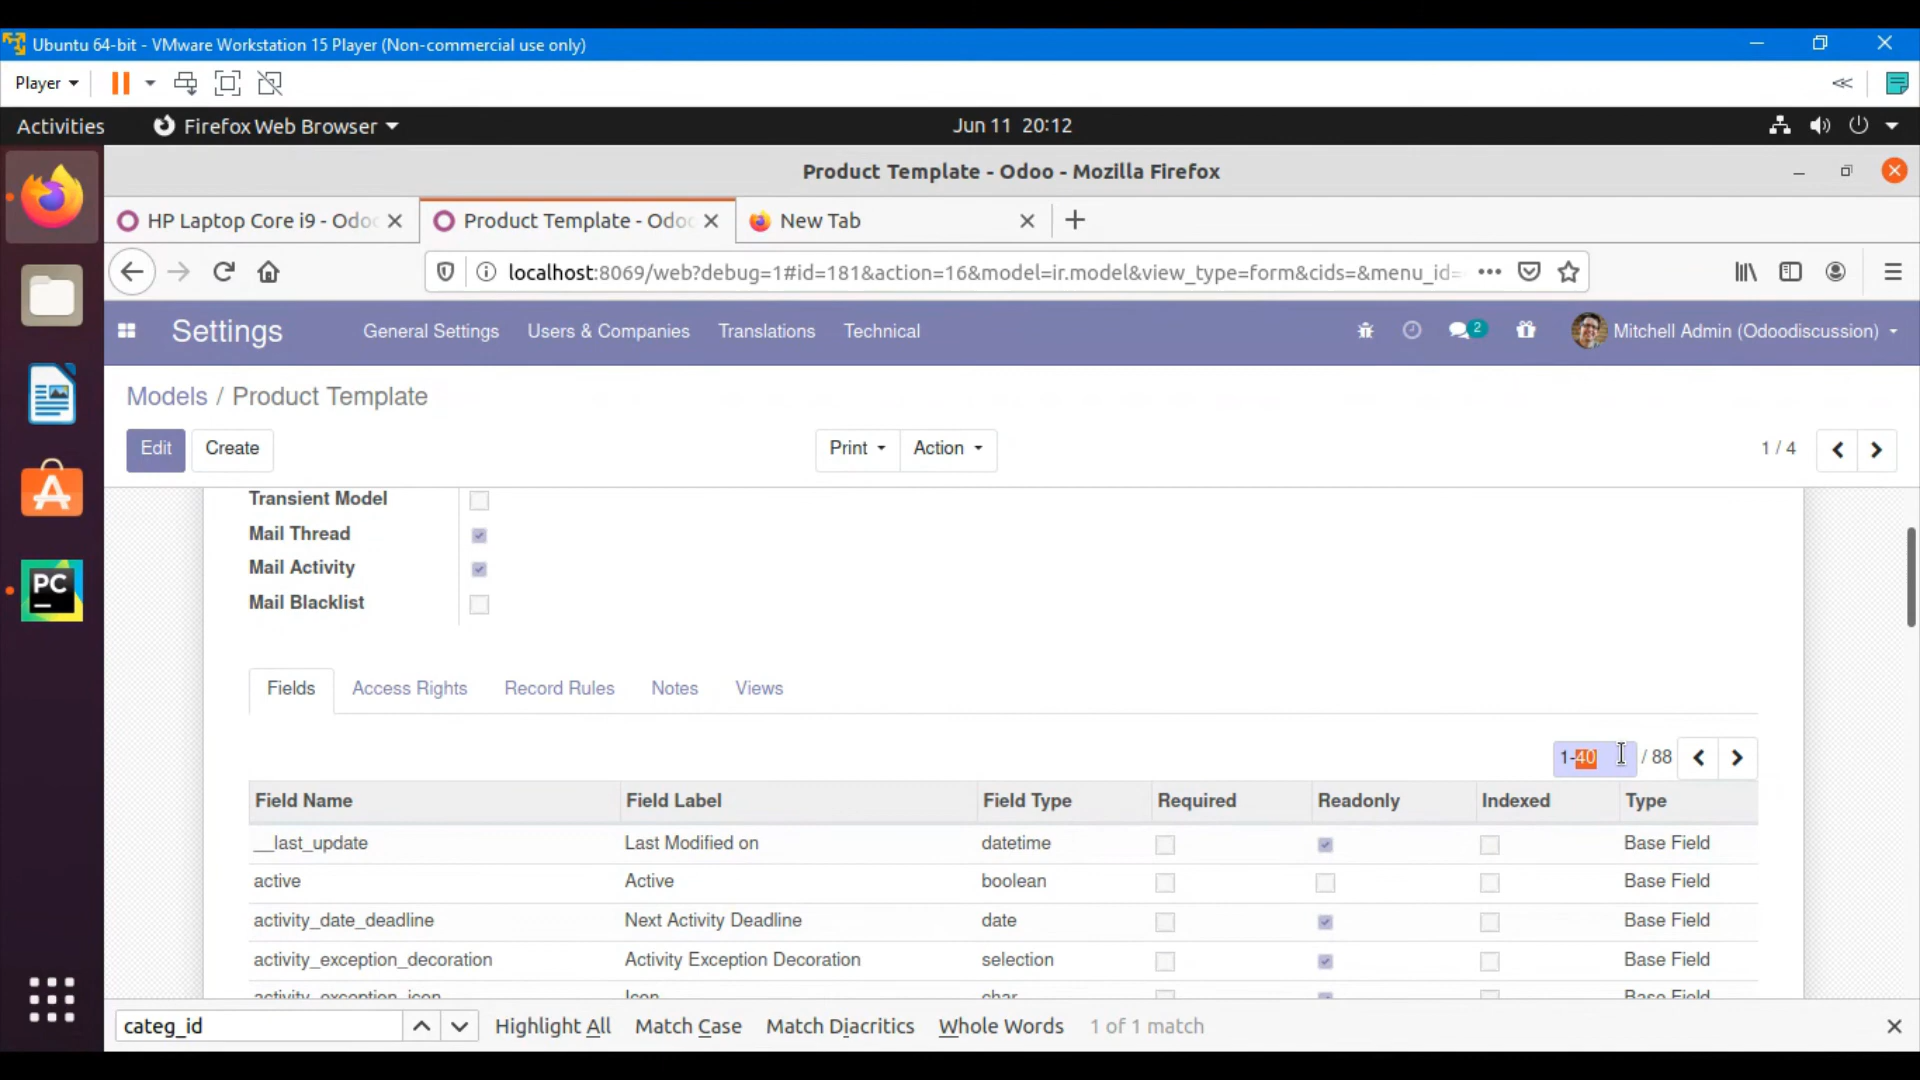 Ubuntu 64-bit - VMware Workstation 15 Player (Non-commercial use only)
Player
Activities
Firefox Web Browser
Jun 11 20:12
Product Template - Odoo - Mozilla Firefox
HP Laptop Core i9 - Odoo
Product Template - Odoo
New Tab
localhost:8069/web?debug=1#id=181&action=16&model=ir.model&view_type=form&cids=&menu_id=
Settings
General Settings
Users & Companies
Translations
Technical
2
Mitchell Admin (Odoodiscussion)
Models / Product Template
Edit
Create
Print
Action
1 / 4
Transient Model
Mail Thread
Mail Activity
Mail Blacklist
Fields
Access Rights
Record Rules
Notes
Views
1-40 / 88
Field Name Field Label Field Type Required Readonly Indexed Type
__last_update Last Modified on datetime Base Field
active Active boolean Base Field
activity_date_deadline Next Activity Deadline date Base Field
activity_exception_decoration Activity Exception Decoration selection Base Field
activity_exception_icon Icon char Base Field
PC
categ_id
Highlight All
Match Case
Match Diacritics
Whole Words
1 of 1 match